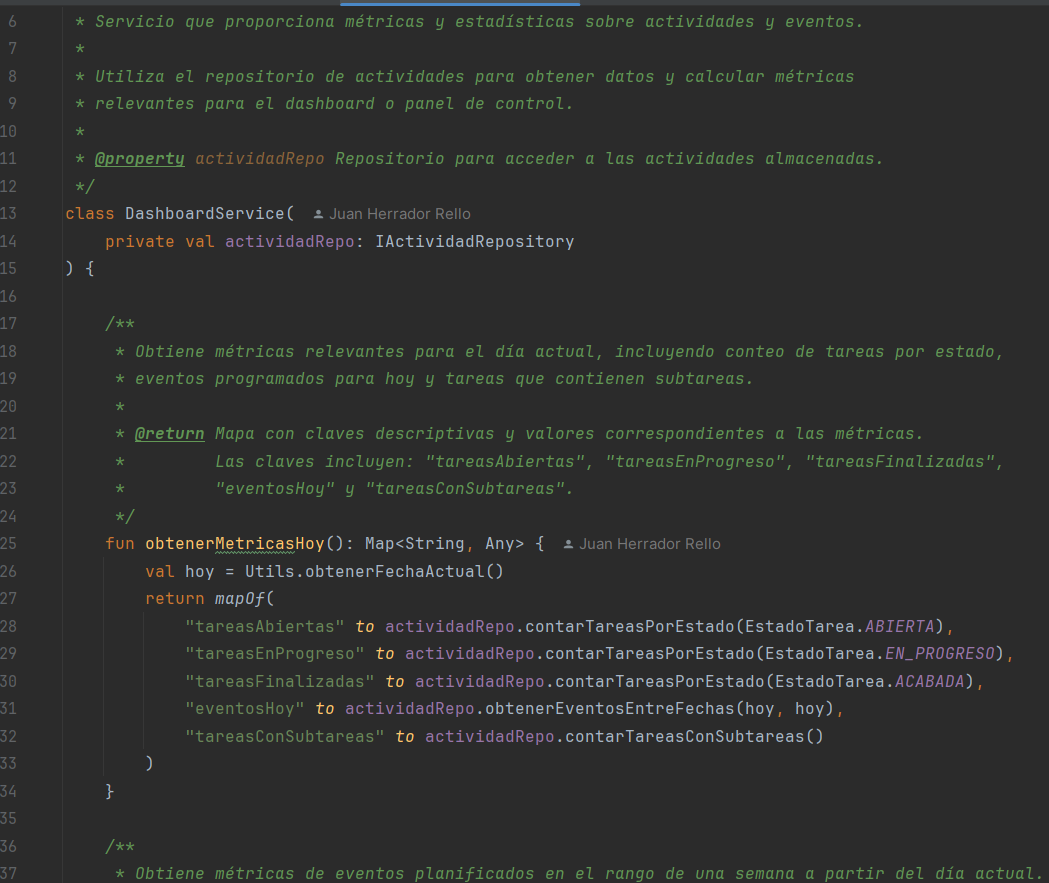 6 * Servicio que proporciona métricas y estadísticas sobre actividades y eventos.
7 *
8 * Utiliza el repositorio de actividades para obtener datos y calcular métricas
9 * relevantes para el dashboard o panel de control.
10 *
11 * @property actividadRepo Repositorio para acceder a las actividades almacenadas.
12 */
13 class DashboardService( Juan Herrador Rello
14 private val actividadRepo: IActividadRepository
15 ) {
16
17 /**
18 * Obtiene métricas relevantes para el día actual, incluyendo conteo de tareas por estado,
19 * eventos programados para hoy y tareas que contienen subtareas.
20 *
21 * @return Mapa con claves descriptivas y valores correspondientes a las métricas.
22 * Las claves incluyen: "tareasAbiertas", "tareasEnProgreso", "tareasFinalizadas",
23 * "eventosHoy" y "tareasConSubtareas".
24 */
25 fun obtenerMetricasHoy(): Map<String, Any> { Juan Herrador Rello
26 val hoy = Utils.obtenerFechaActual()
27 return mapOf(
28 "tareasAbiertas" to actividadRepo.contarTareasPorEstado(EstadoTarea.ABIERTA),
29 "tareasEnProgreso" to actividadRepo.contarTareasPorEstado(EstadoTarea.EN_PROGRESO),
30 "tareasFinalizadas" to actividadRepo.contarTareasPorEstado(EstadoTarea.ACABADA),
31 "eventosHoy" to actividadRepo.obtenerEventosEntreFechas(hoy, hoy),
32 "tareasConSubtareas" to actividadRepo.contarTareasConSubtareas()
33 )
34 }
35
36 /**
37 * Obtiene métricas de eventos planificados en el rango de una semana a partir del día actual.